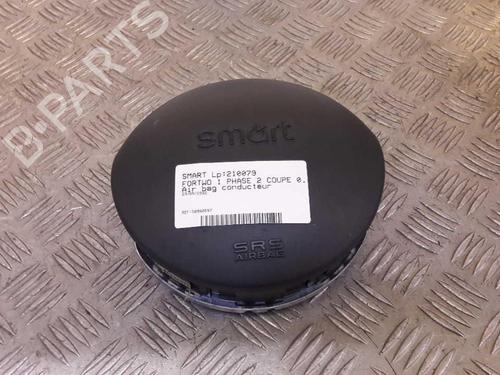 B-PARTS
smart
SMART Lp:210079
FORTWO I PHASE 2 COUPE 0.
Air bag conducteur
SRS
AIRBAG